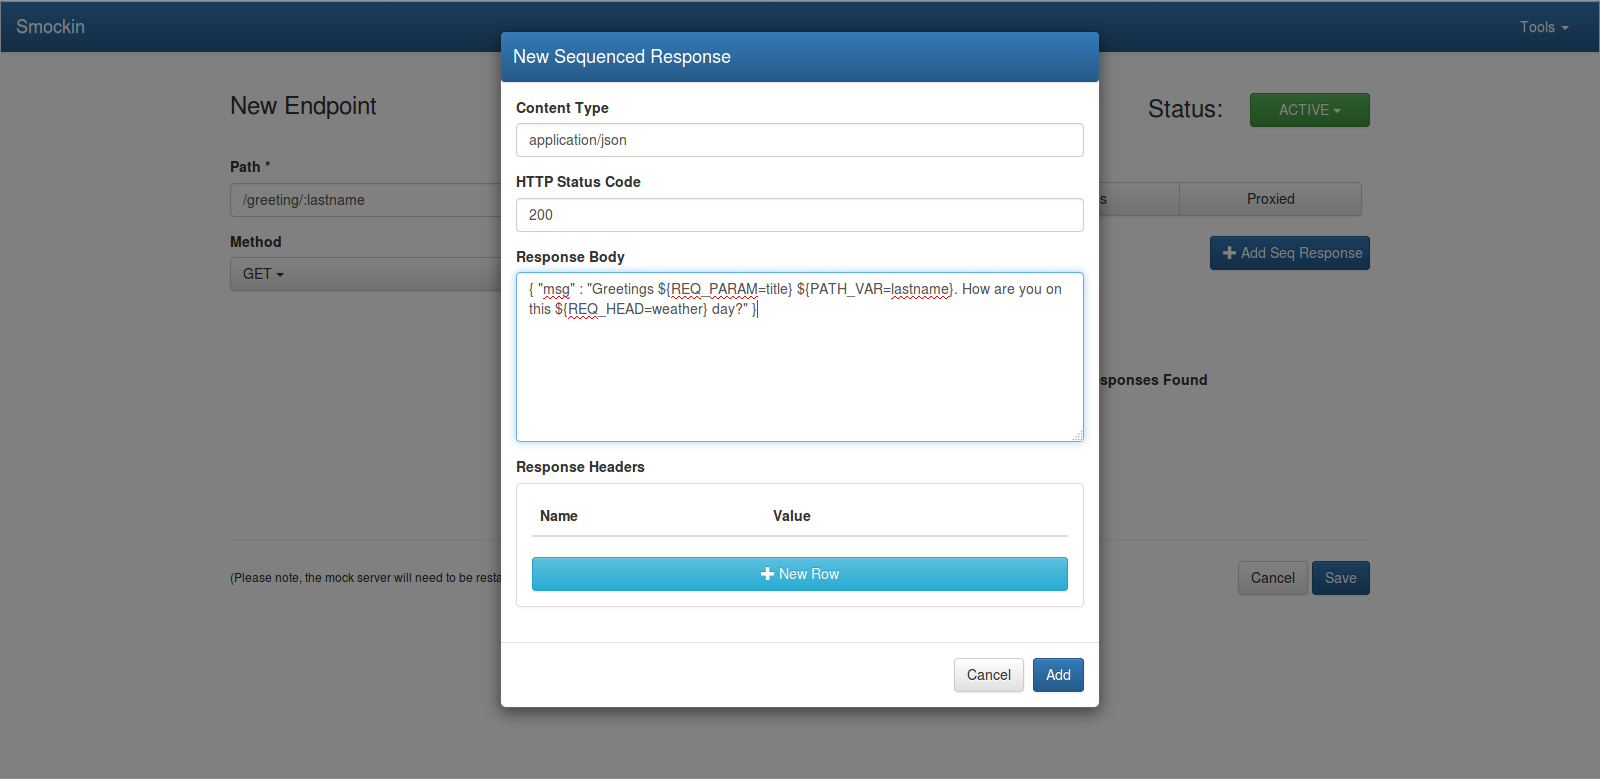 Smockin
Tools
New Sequenced Response
New Endpoint
Status:
ACTIVE
Content Type
application/json
Path *
/greeting/:lastname
HTTP Status Code
200
s
Proxied
Method
GET
Response Body
Add Seq Response
{ "msg" : "Greetings ${REQ_PARAM=title} ${PATH_VAR=lastname}. How are you on
this ${REQ_HEAD=weather} day?" }
sponses Found
Response Headers
Name Value
New Row
(Please note, the mock server will need to be resta
Cancel Save
Cancel Add